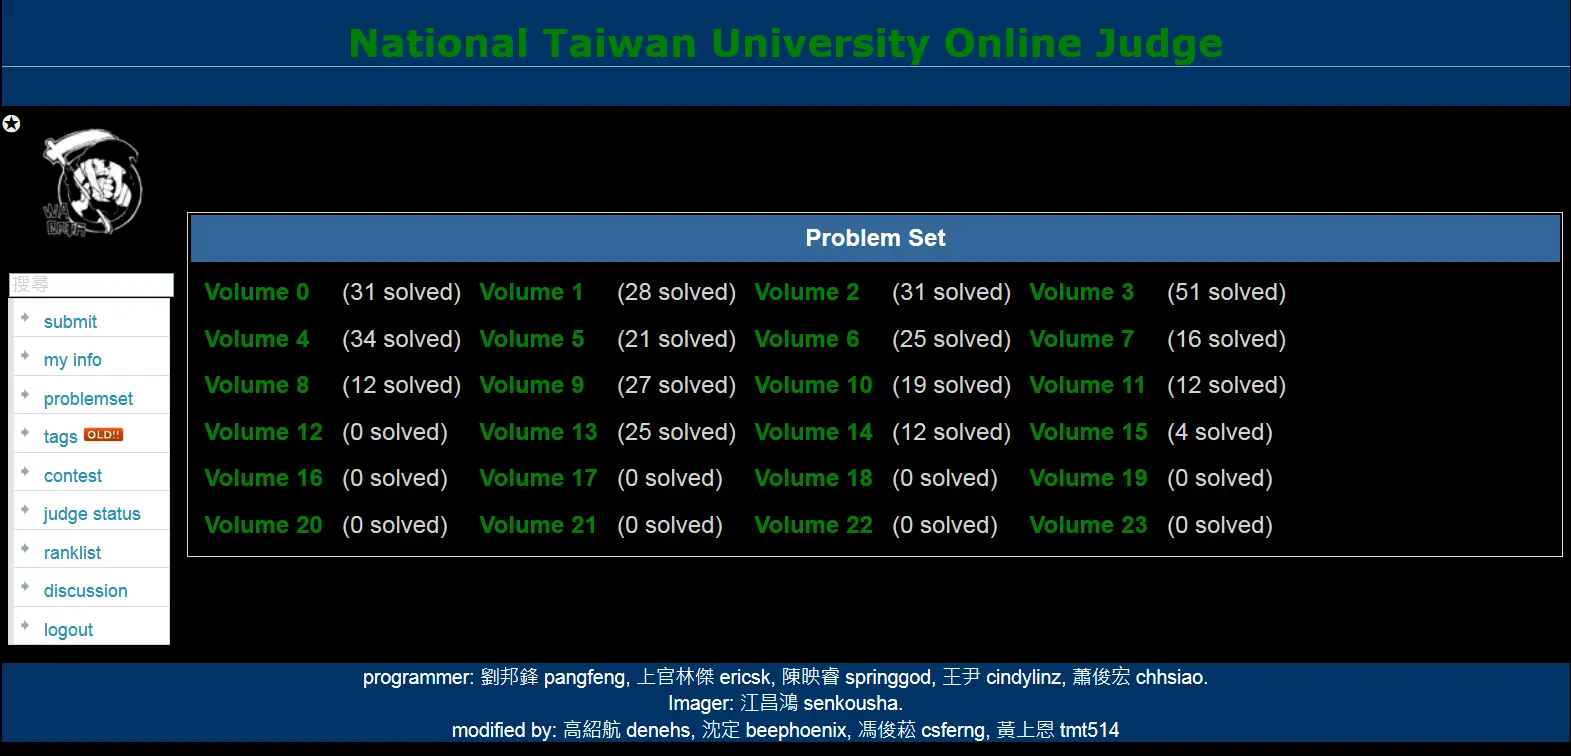 National Taiwan University Online Judge
搜尋
submit
my info
problemset
tags OLD!!
contest
judge status
ranklist
discussion
logout
Problem Set
Volume 0 (31 solved) Volume 1 (28 solved) Volume 2 (31 solved) Volume 3 (51 solved)
Volume 4 (34 solved) Volume 5 (21 solved) Volume 6 (25 solved) Volume 7 (16 solved)
Volume 8 (12 solved) Volume 9 (27 solved) Volume 10 (19 solved) Volume 11 (12 solved)
Volume 12 (0 solved) Volume 13 (25 solved) Volume 14 (12 solved) Volume 15 (4 solved)
Volume 16 (0 solved) Volume 17 (0 solved) Volume 18 (0 solved) Volume 19 (0 solved)
Volume 20 (0 solved) Volume 21 (0 solved) Volume 22 (0 solved) Volume 23 (0 solved)
programmer: 劉邦鋒 pangfeng, 上官林傑 ericsk, 陳映睿 springgod, 王尹 cindylinz, 蕭俊宏 chhsiao.
Imager: 江昌鴻 senkousha.
modified by: 高紹航 denehs, 沈定 beephoenix, 馮俊菘 csferng, 黃上恩 tmt514